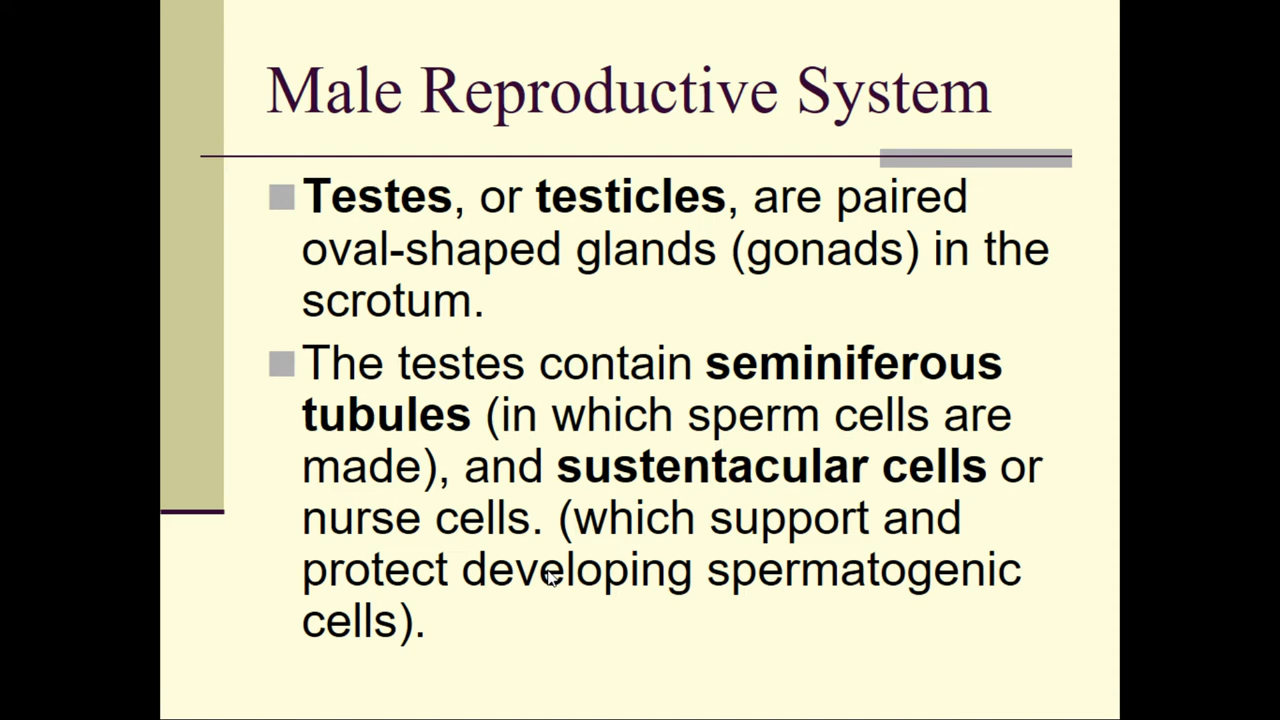 Male Reproductive System
Testes, or testicles, are paired
oval-shaped glands (gonads) in the
scrotum.
The testes contain seminiferous
tubules (in which sperm cells are
made), and sustentacular cells or
nurse cells. (which support and
protect developing spermatogenic
cells).